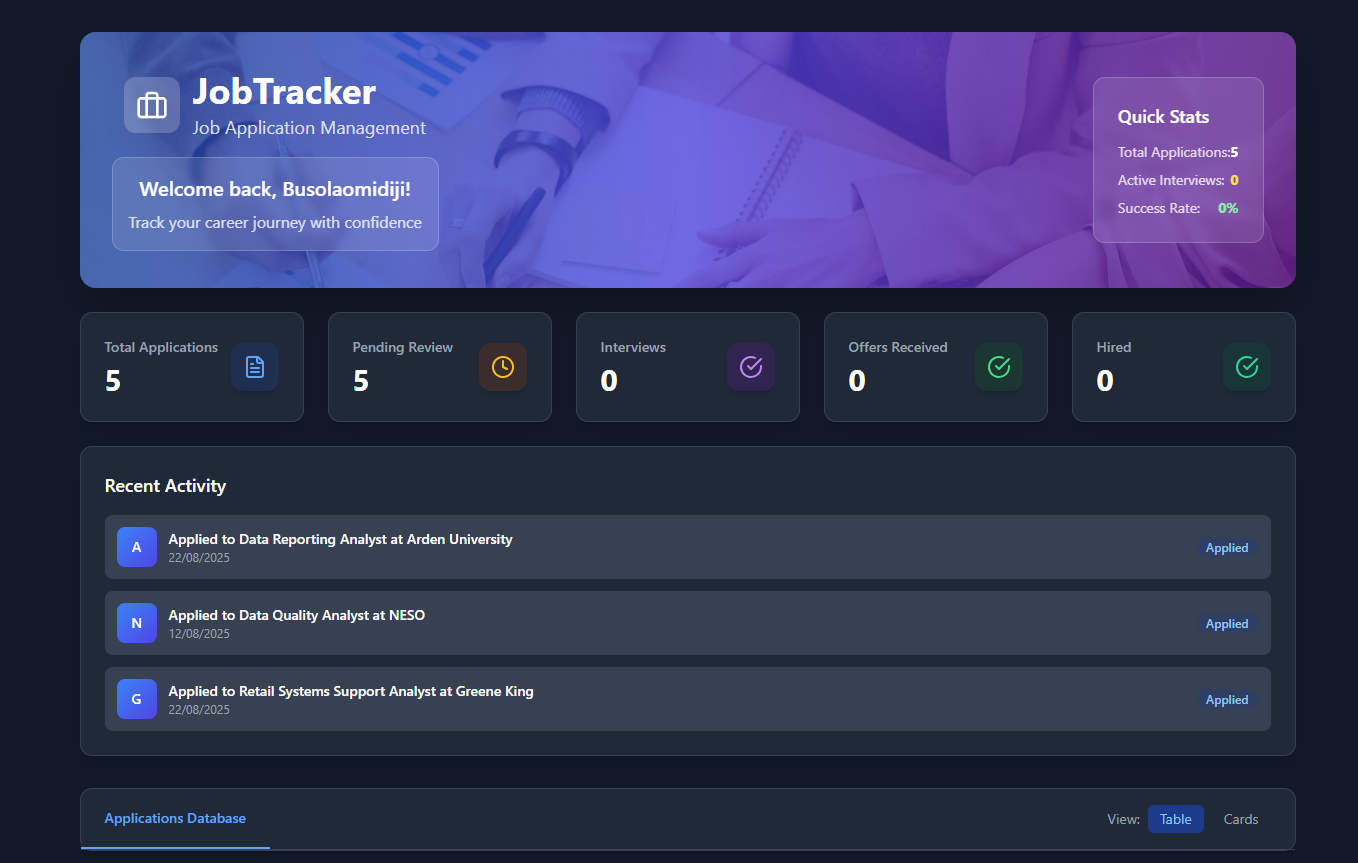 JobTracker
Job Application Management
Welcome back, Busolaomidiji!
Track your career journey with confidence
Quick Stats
Total Applications:5
Active Interviews: 0
Success Rate: 0%
Total Applications
5
Pending Review
5
Interviews
0
Offers Received
0
Hired
0
Recent Activity
A
Applied to Data Reporting Analyst at Arden University
22/08/2025
Applied
N
Applied to Data Quality Analyst at NESO
12/08/2025
Applied
G
Applied to Retail Systems Support Analyst at Greene King
22/08/2025
Applied
Applications Database
View: Table Cards